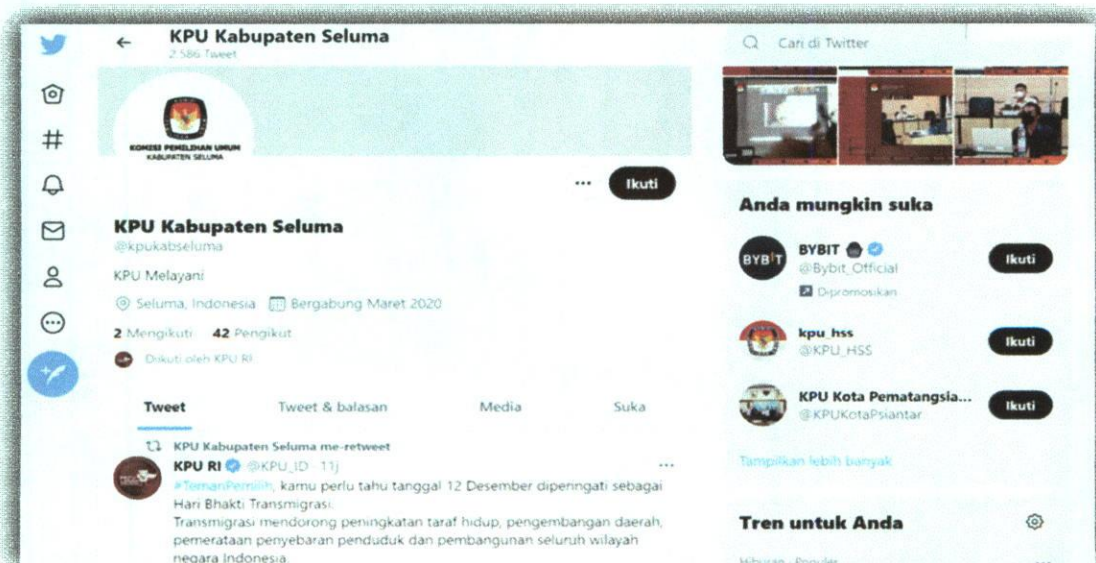 KPU Kabupaten Seluma
2.586 Tweet
KOMISI PEMILIHAN UMUM
KABUPATEN SELUMA
Ikuti
KPU Kabupaten Seluma
@kpukabseluma
KPU Melayani
Seluma, Indonesia Bergabung Maret 2020
2 Mengikuti 42 Pengikut
Diikuti oleh KPU RI
Tweet Tweet & balasan Media Suka
KPU Kabupaten Seluma me-retweet
KPU RI @KPU_ID · 11j
#TemanPemilih, kamu perlu tahu tanggal 12 Desember diperingati sebagai
Hari Bhakti Transmigrasi.
Transmigrasi mendorong peningkatan taraf hidup, pengembangan daerah,
pemerataan penyebaran penduduk dan pembangunan seluruh wilayah
negara Indonesia.
Cari di Twitter
Anda mungkin suka
BYBIT
BYBIT
@Bybit_Official
Dipromosikan
Ikuti
kpu_hss
@KPU_HSS
Ikuti
KPU Kota Pematangsia...
@KPUKotaPsiantar
Ikuti
Tampilkan lebih banyak
Tren untuk Anda
Hiburan · Populer